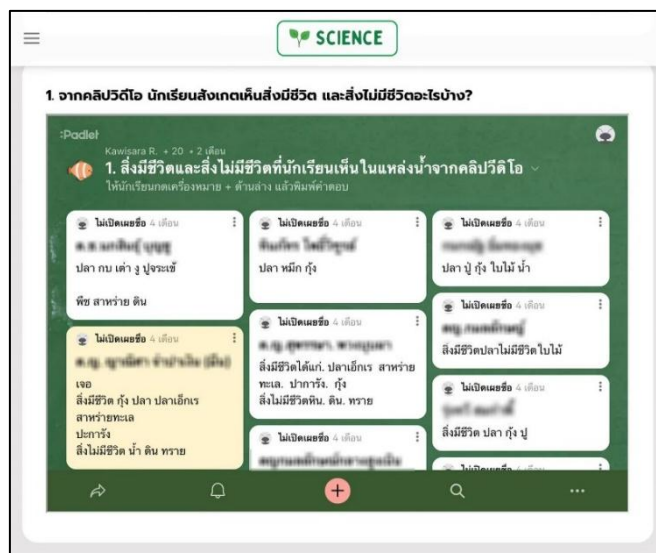 SCIENCE
1. จากคลิปวีดีโอ นักเรียนสังเกตเห็นสิ่งมีชีวิต และสิ่งไม่มีชีวิตอะไรบ้าง?
:Padlet
Kawisara R. • 20 • 2 เดือน
1. สิ่งมีชีวิตและสิ่งไม่มีชีวิตที่นักเรียนเห็นในแหล่งน้ำจากคลิปวีดิโอ
ให้นักเรียนกดเครื่องหมาย + ด้านล่าง แล้วพิมพ์คำตอบ
ไม่เปิดเผยชื่อ 4 เดือน
ปลา กบ เต่า งู ปูจระเข้
พืช สาหร่าย ดิน
ไม่เปิดเผยชื่อ 4 เดือน
เจอ
สิ่งมีชีวิต กุ้ง ปลา ปลาเอ็กเร
สาหร่ายทะเล
ปะการัง
สิ่งไม่มีชีวิต น้ำ ดิน ทราย
ไม่เปิดเผยชื่อ 4 เดือน
ปลา หมึก กุ้ง
ไม่เปิดเผยชื่อ 4 เดือน
สิ่งมีชีวิตได้แก่. ปลาเอ็กเร สาหร่าย
ทะเล. ปาการัง. กุ้ง
สิ่งไม่มีชีวิตหิน. ดิน. ทราย
ไม่เปิดเผยชื่อ 4 เดือน
ไม่เปิดเผยชื่อ 4 เดือน
ปลา ปู กุ้ง ใบไม้ น้ำ
ไม่เปิดเผยชื่อ 4 เดือน
สิ่งมีชีวิตปลาไม่มีชีวิตใบไม้
ไม่เปิดเผยชื่อ 4 เดือน
สิ่งมีชีวิต ปลา กุ้ง ปู
ไม่เปิดเผยชื่อ 4 เดือน